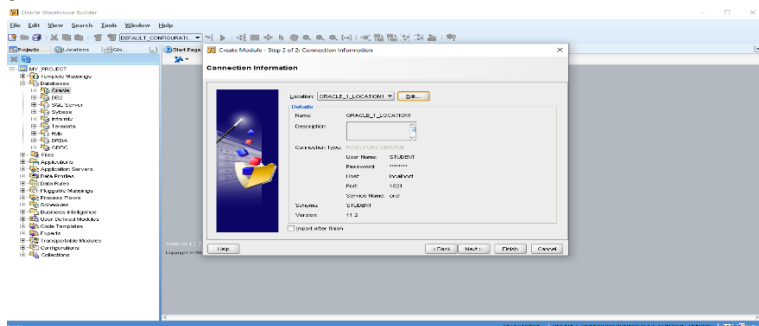 Oracle Warehouse Builder
File Edit View Search Tools Window Help
DEFAULT_CONFIGURATI...
Projects Locations Glo...
Start Page
MY_PROJECT
Template Mappings
Databases
Oracle
DB2
SQL Server
Sybase
Informix
Teradata
Rdb
DRDA
ODBC
Files
Applications
Application Servers
Data Profiles
Data Rules
Pluggable Mappings
Process Flows
Schedules
Business Intelligence
User Defined Modules
Code Templates
Experts
Transportable Modules
Configurations
Collections
Create Module - Step 2 of 2: Connection Information
Connection Information
Location: ORACLE_1_LOCATION1 Edit...
Details
Name: ORACLE_1_LOCATION1
Description:
Connection Type: HOST:PORT:SERVICE
User Name: STUDENT
Password: ********
Host: localhost
Port: 1521
Service Name: orcl
Schema: STUDENT
Version: 11.2
Import after finish
Help < Back Next > Finish Cancel